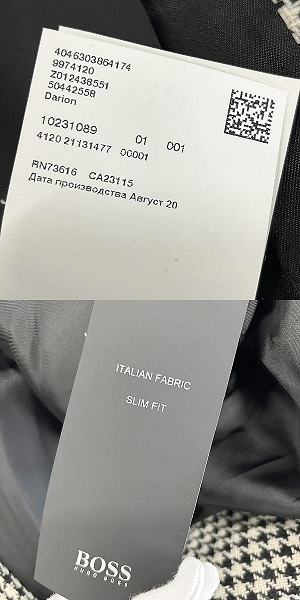 4046303864174
9974120
Z012438551
50442558
Darion
10231089 01 001
4120 21131477 00001
RN73616 CA23115
Дата производства Август 20
ITALIAN FABRIC
SLIM FIT
BOSS
HUGO BOSS